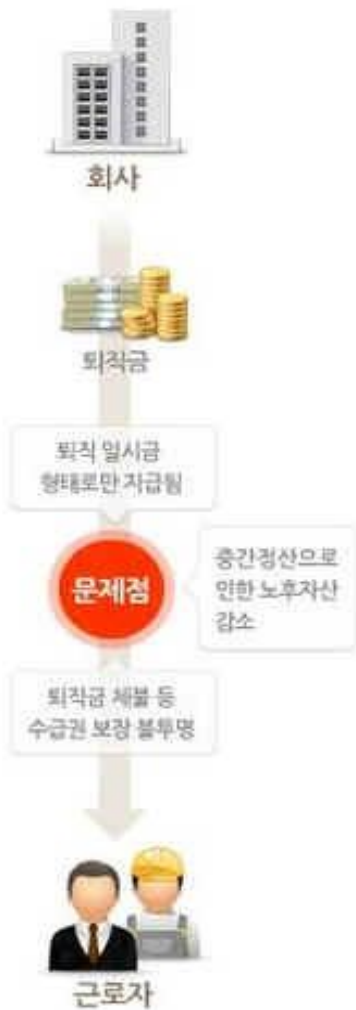 회사
퇴직금
퇴직 일시금
형태로만 지급됨
문제점
중간정산으로
인한 노후자산
감소
퇴직금 체불 등
수급권 보장 불투명
근로자